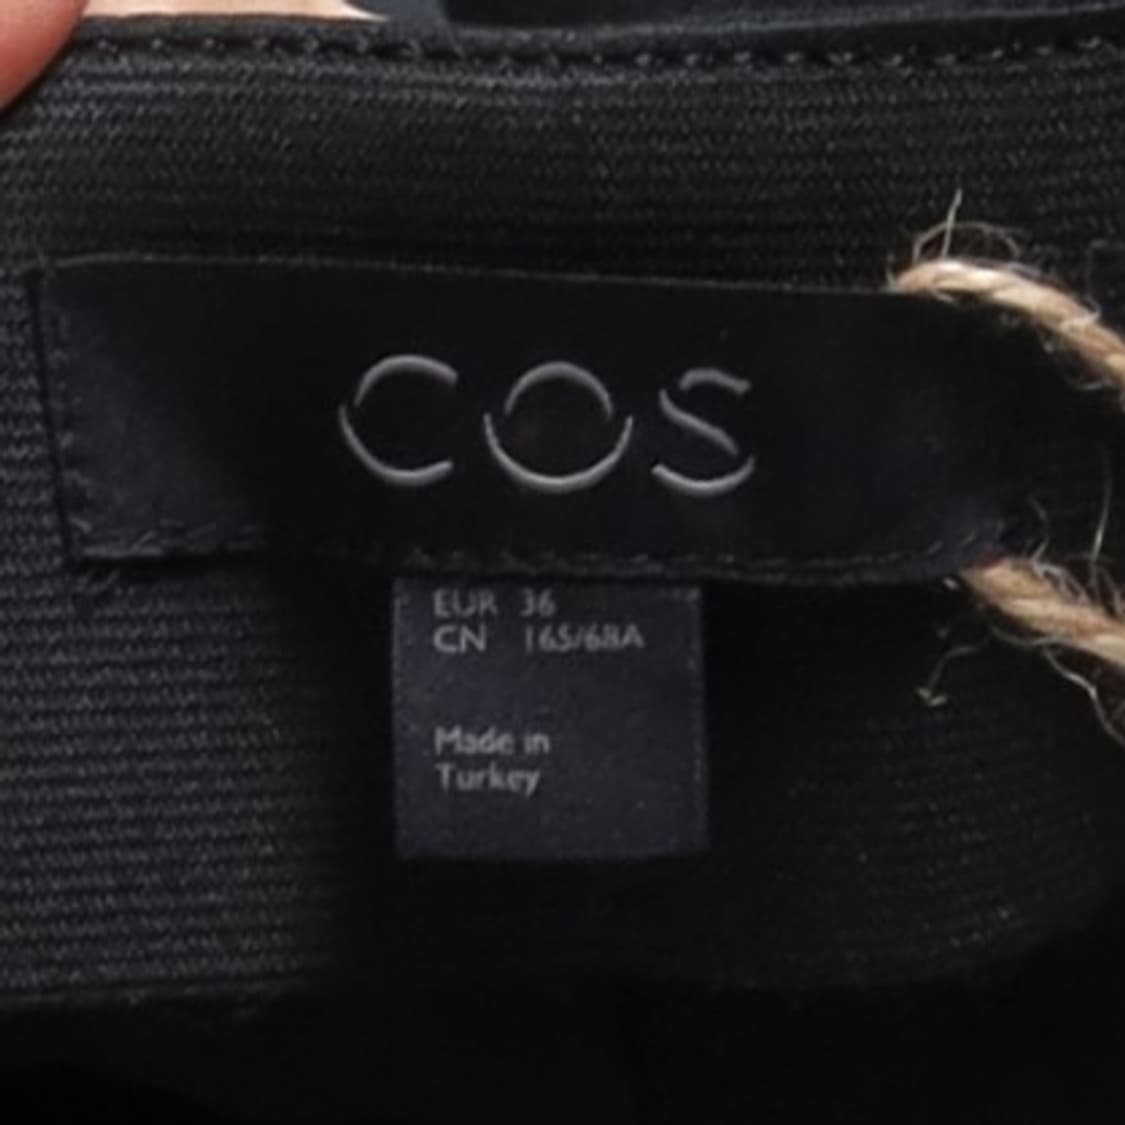 COS
EUR 36
CN 165/68A
Made in
Turkey